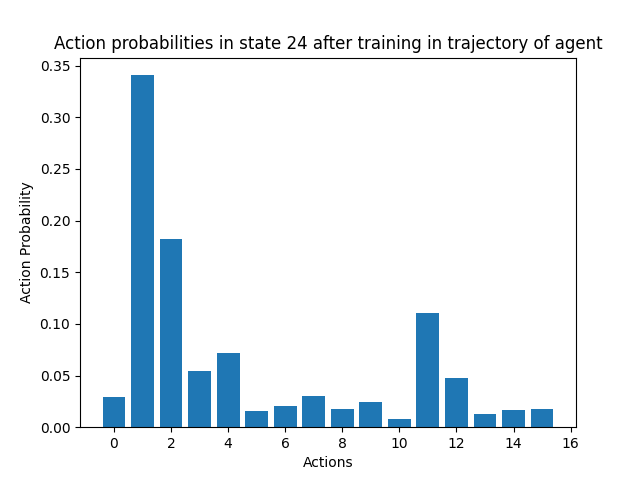 Action probabilities in state 24 after training in trajectory of agent
0.35
0.30
0.25
0.20
0.15
0.10
0.05
0.00
Action Probability
0 2 4 6 8 10 12 14 16
Actions